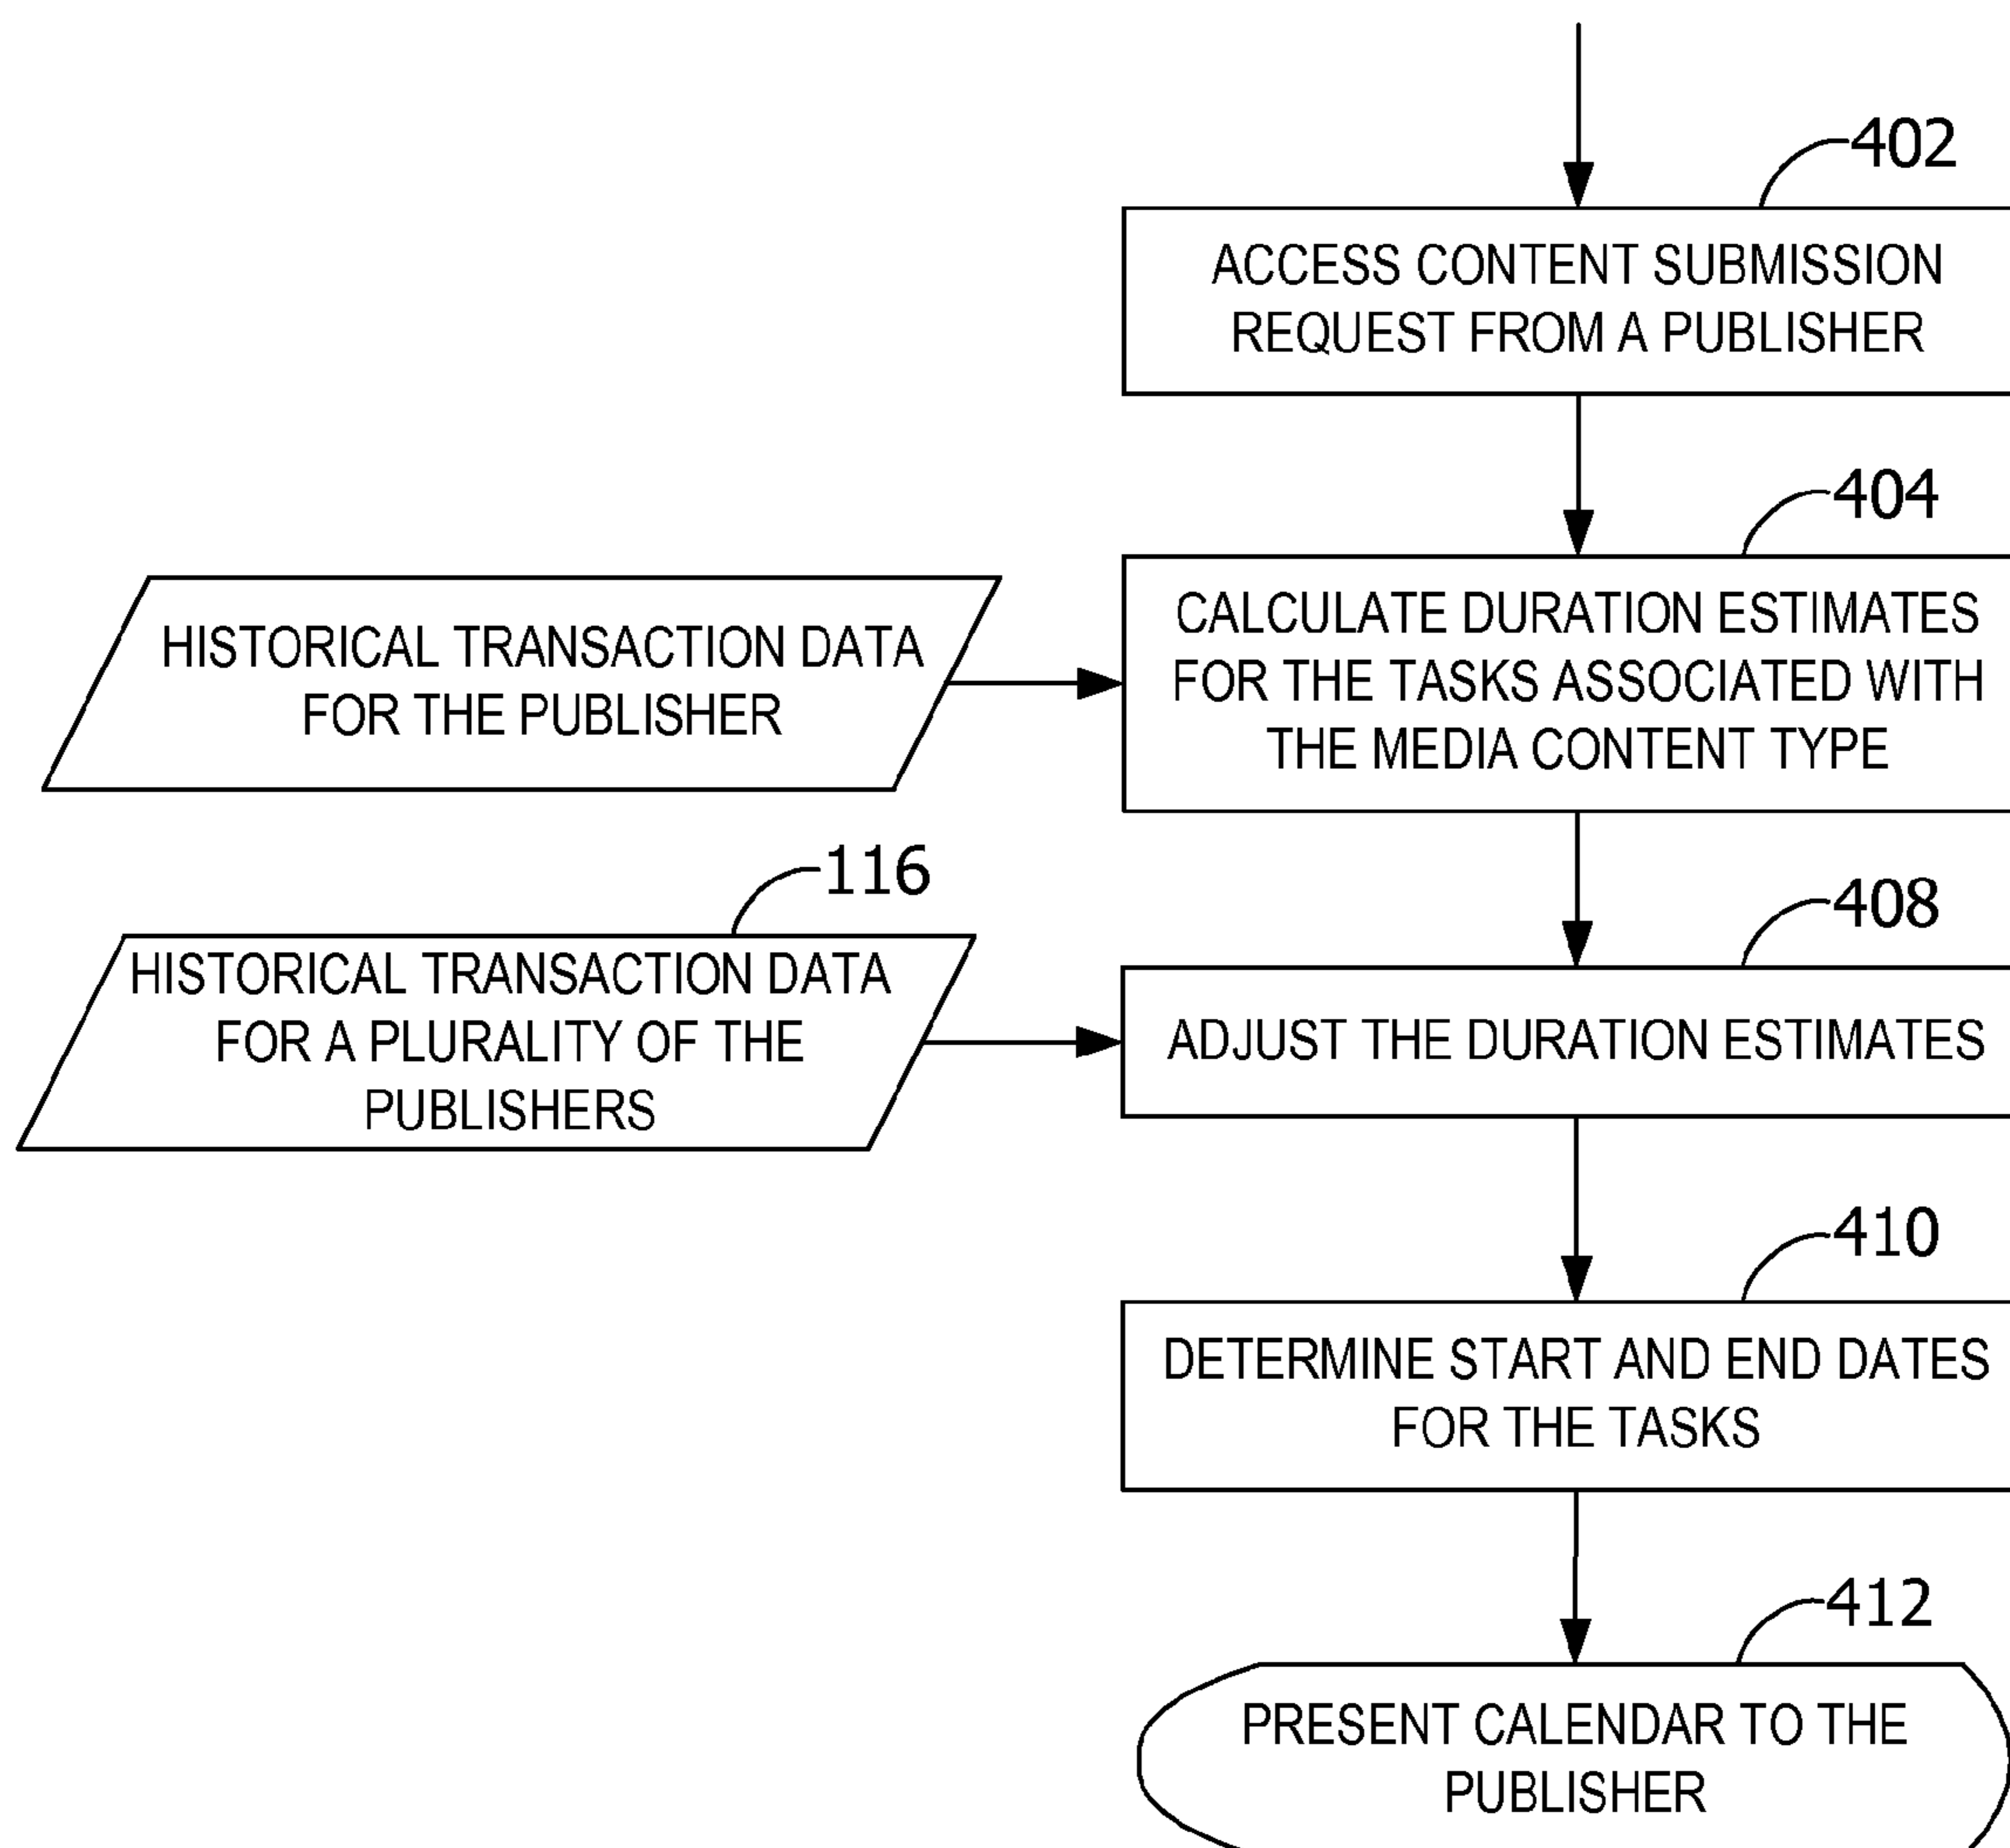 402
ACCESS CONTENT SUBMISSION
REQUEST FROM A PUBLISHER
404
HISTORICAL TRANSACTION DATA
FOR THE PUBLISHER
CALCULATE DURATION ESTIMATES
FOR THE TASKS ASSOCIATED WITH
THE MEDIA CONTENT TYPE
116
HISTORICAL TRANSACTION DATA
FOR A PLURALITY OF THE
PUBLISHERS
408
ADJUST THE DURATION ESTIMATES
410
DETERMINE START AND END DATES
FOR THE TASKS
412
PRESENT CALENDAR TO THE
PUBLISHER